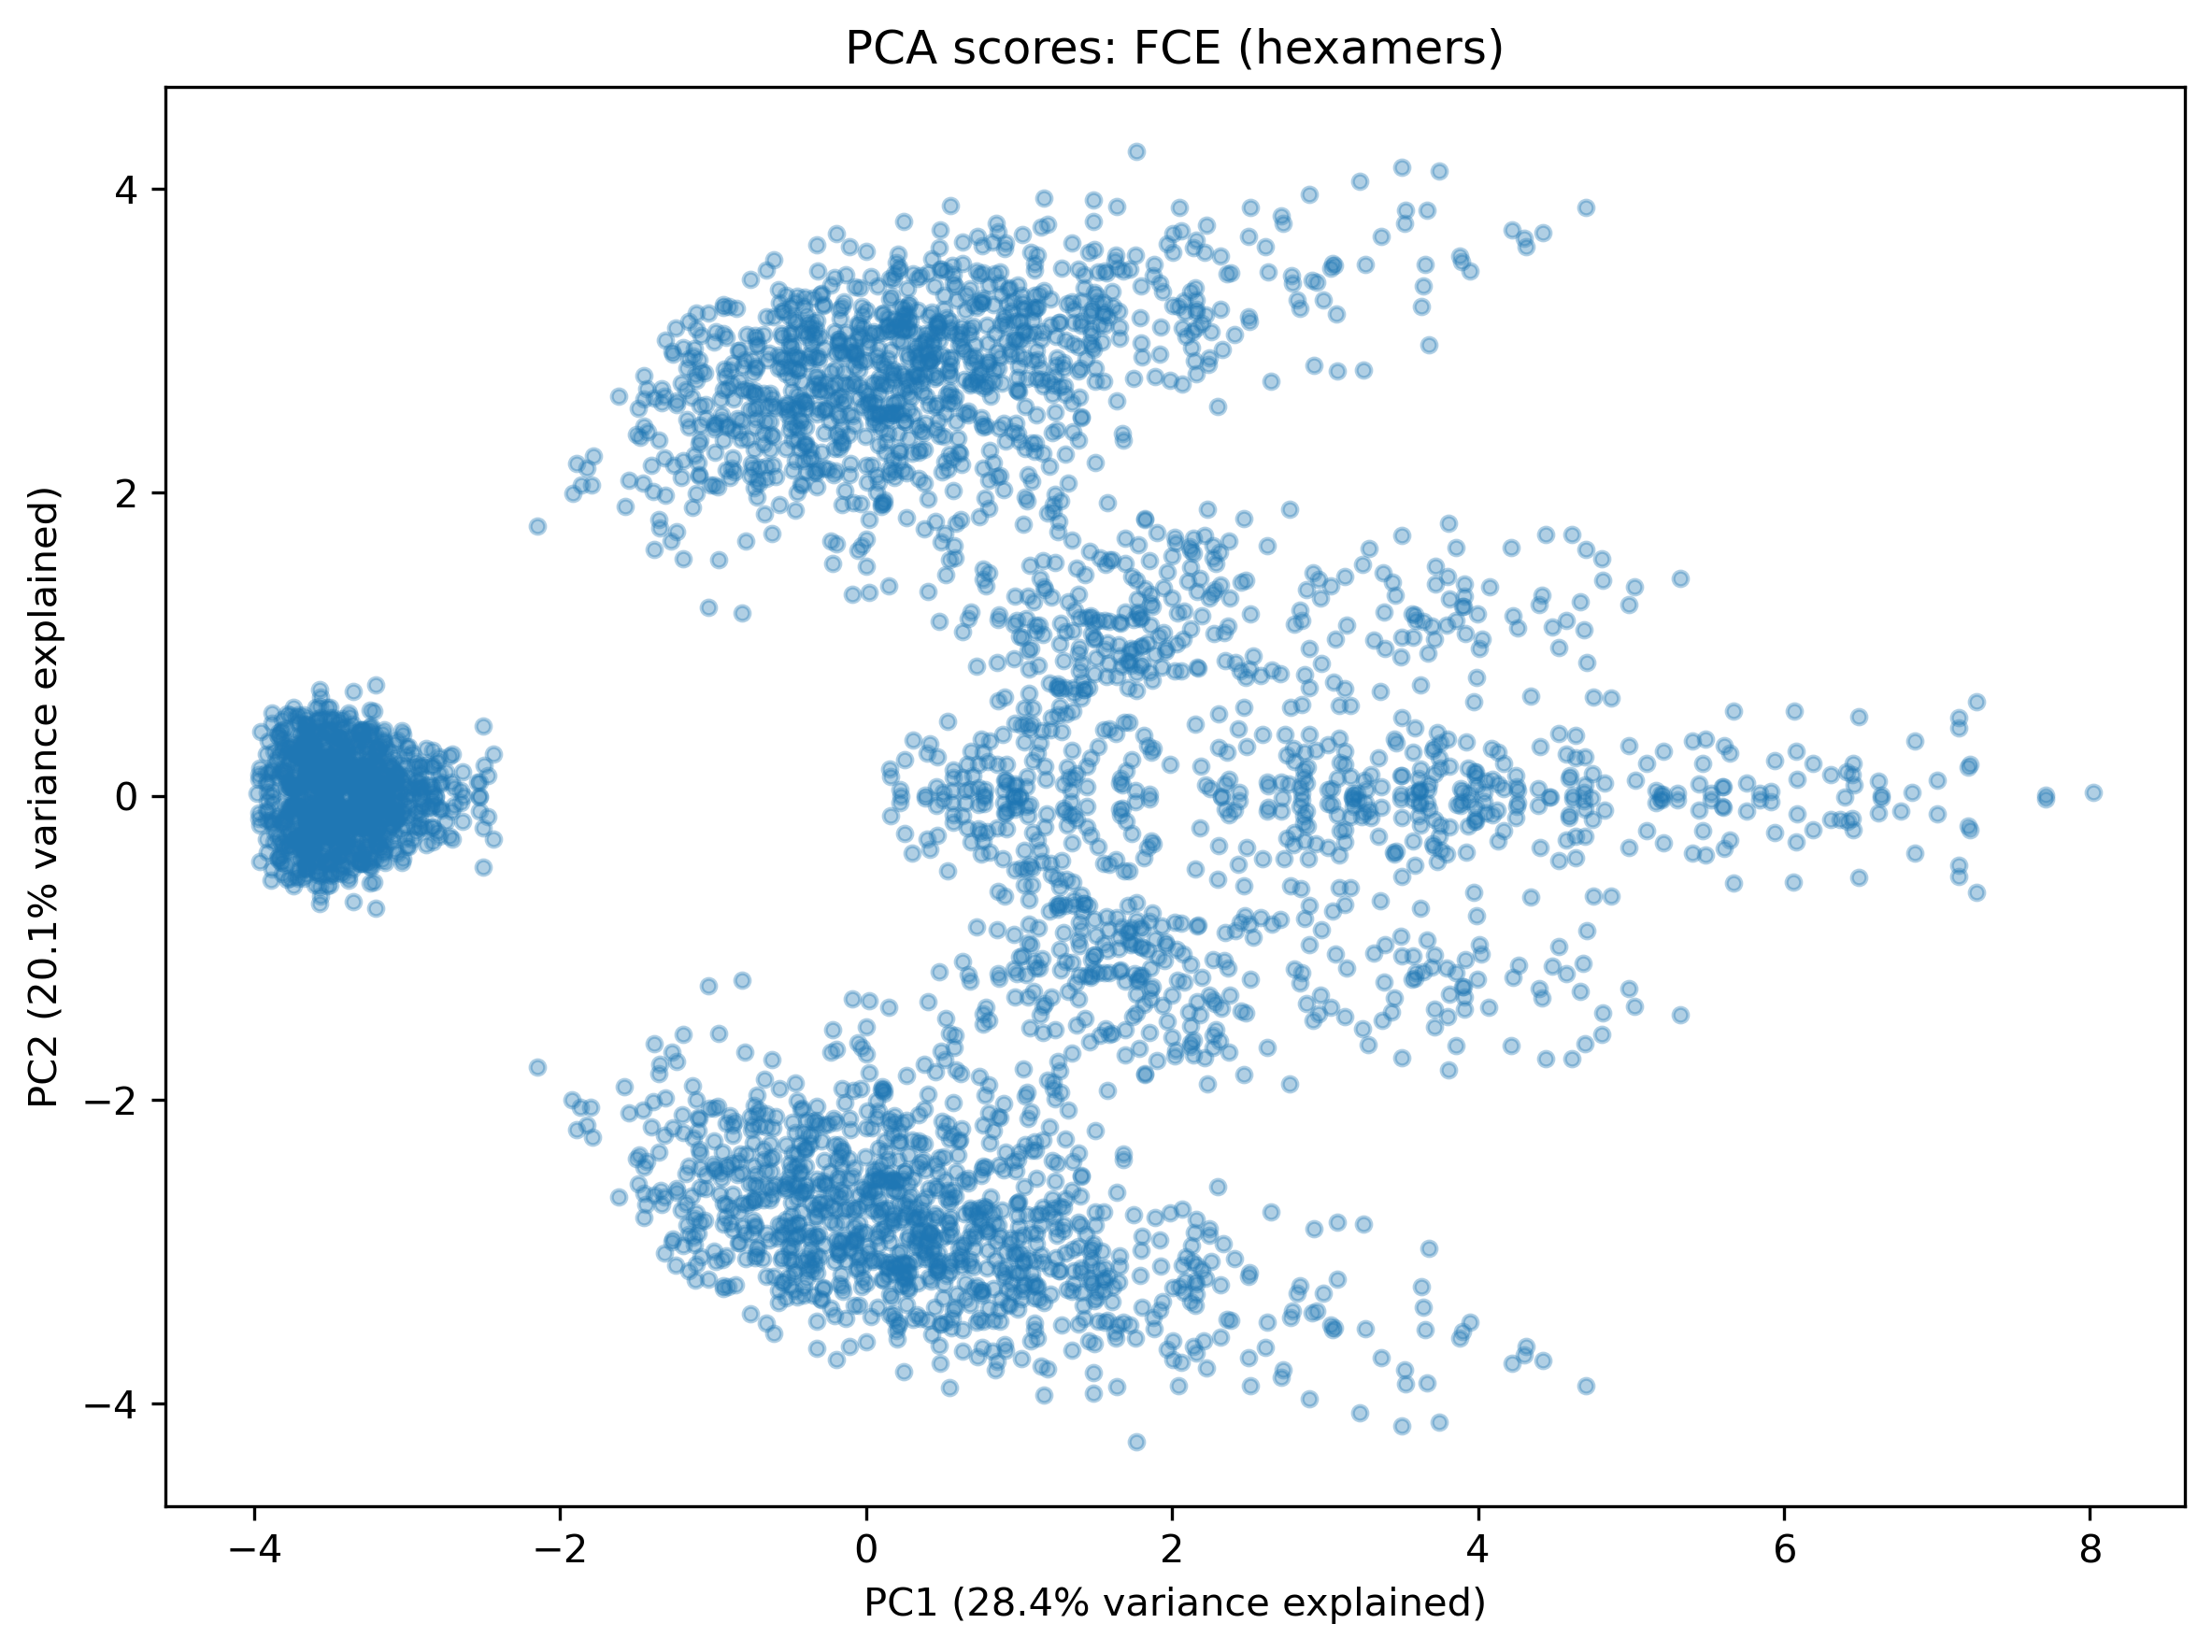 PCA scores: FCE (hexamers)
4
2
0
−2
−4
PC2 (20.1% variance explained)
−4 −2 0 2 4 6 8
PC1 (28.4% variance explained)